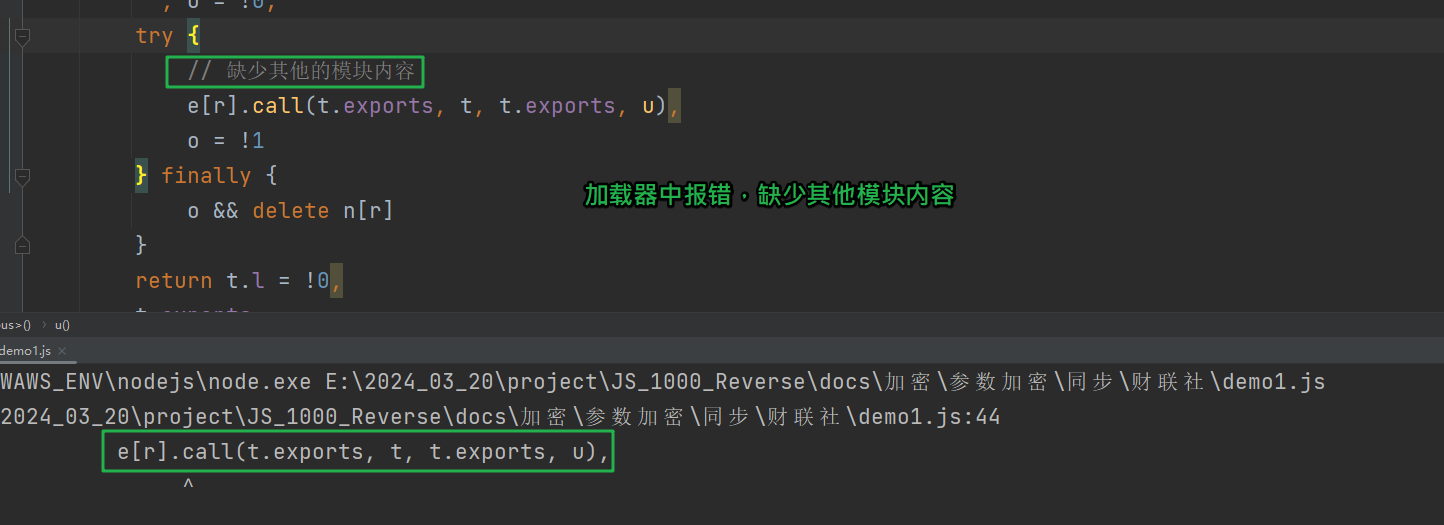 , o = !0,
try {
// 缺少其他的模块内容
e[r].call(t.exports, t, t.exports, u),
o = !1
} finally {
加载器中报错，缺少其他模块内容
o && delete n[r]
}
return t.l = !0,
t.exports
us>() › u()
demo1.js ×
WAWS_ENV\nodejs\node.exe E:\2024_03_20\project\JS_1000_Reverse\docs\加密\参数加密\同步\财联社\demo1.js
2024_03_20\project\JS_1000_Reverse\docs\加密\参数加密\同步\财联社\demo1.js:44
e[r].call(t.exports, t, t.exports, u),
^